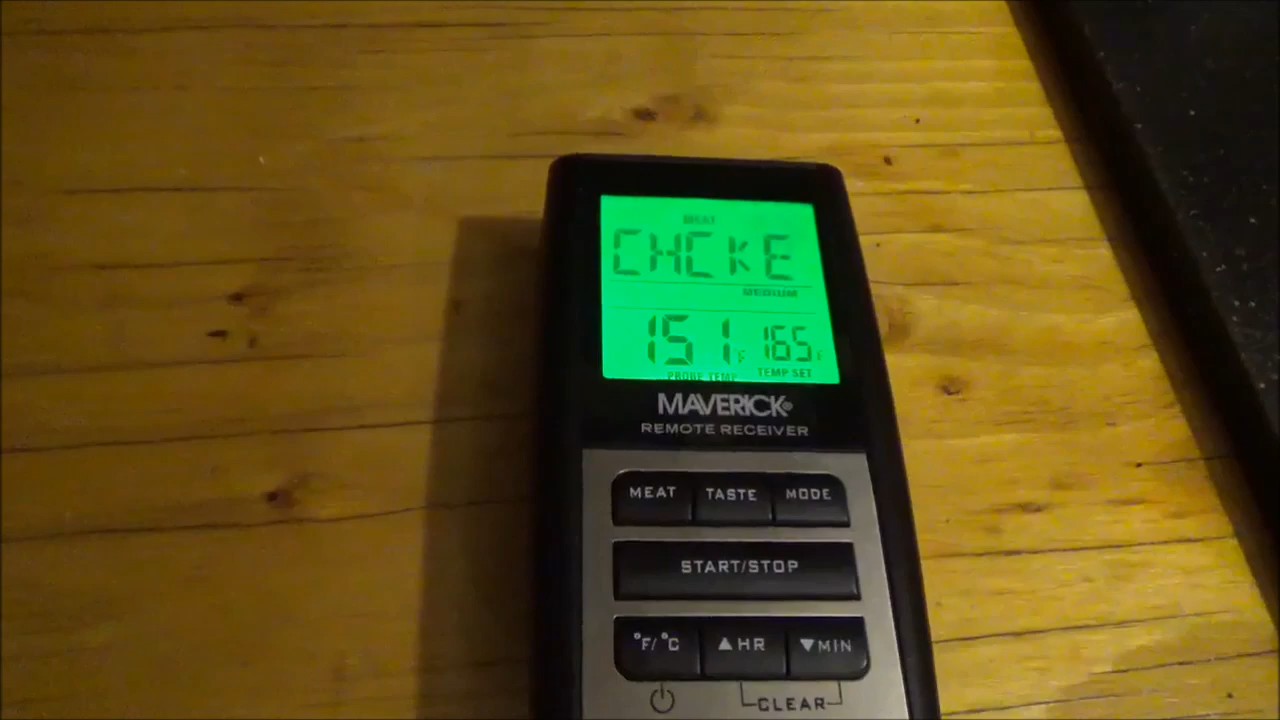 MEAT
CHCKE
MEDIUM
151°F 165°F
PROBE TEMP TEMP SET
MAVERICK®
REMOTE RECEIVER
MEAT TASTE MODE
START/STOP
°F/°C ▲HR ▼MIN
CLEAR